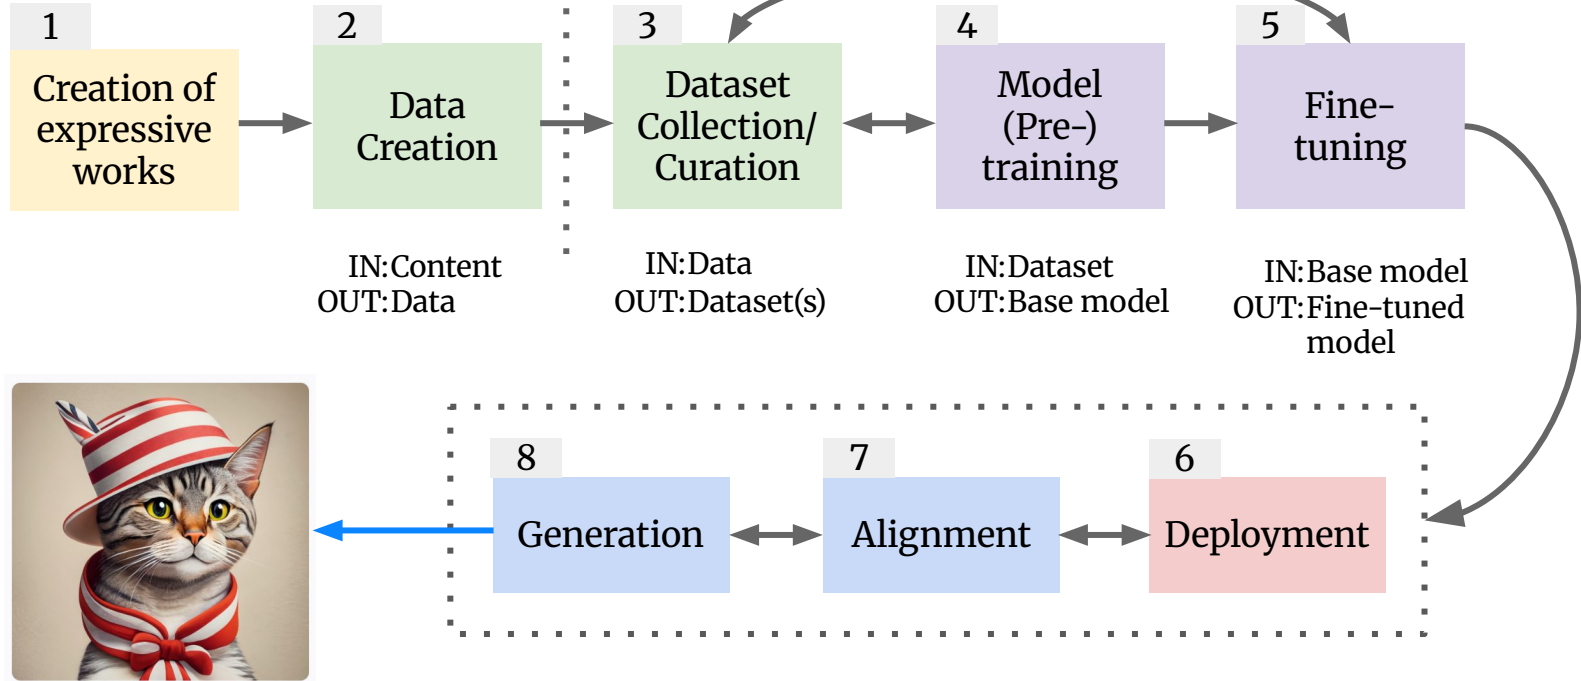 1
Creation of
expressive
works
2
Data
Creation
IN:Content
OUT:Data
3
Dataset
Collection/
Curation
IN:Data
OUT:Dataset(s)
4
Model
(Pre-)
training
IN:Dataset
OUT:Base model
5
Fine-
tuning
IN:Base model
OUT:Fine-tuned
model
8
Generation
7
Alignment
6
Deployment